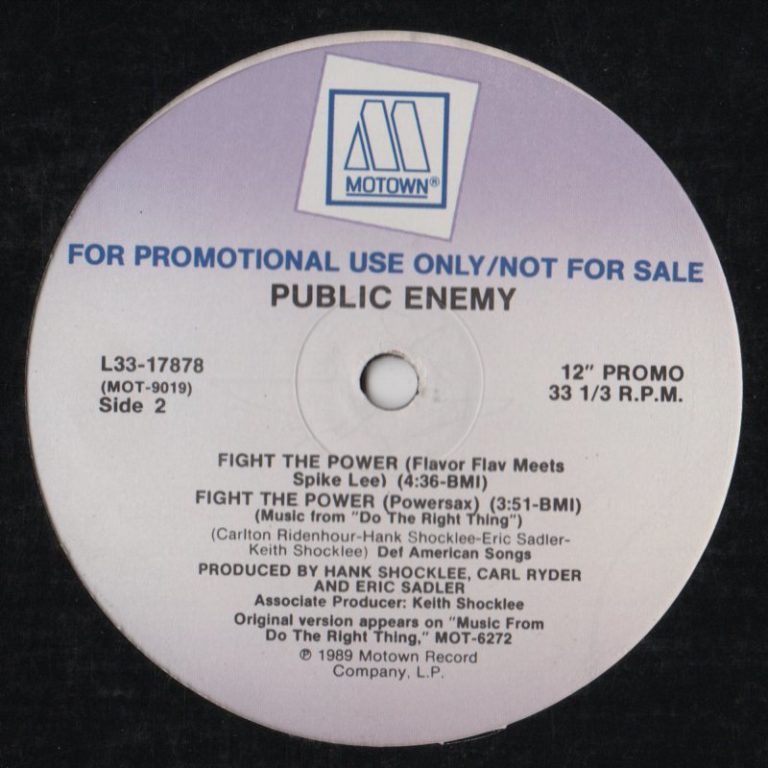 MOTOWN®
FOR PROMOTIONAL USE ONLY/NOT FOR SALE
PUBLIC ENEMY
L33-17878
(MOT-9019)
Side 2
12" PROMO
33 1/3 R.P.M.
FIGHT THE POWER (Flavor Flav Meets
Spike Lee) (4:36-BMI)
FIGHT THE POWER (Powersax) (3:51-BMI)
(Music from "Do The Right Thing")
(Carlton Ridenhour-Hank Shocklee-Eric Sadler-
Keith Shocklee) Def American Songs
PRODUCED BY HANK SHOCKLEE, CARL RYDER
AND ERIC SADLER
Associate Producer: Keith Shocklee
Original version appears on "Music From
Do The Right Thing," MOT-6272
℗ 1989 Motown Record
Company, L.P.